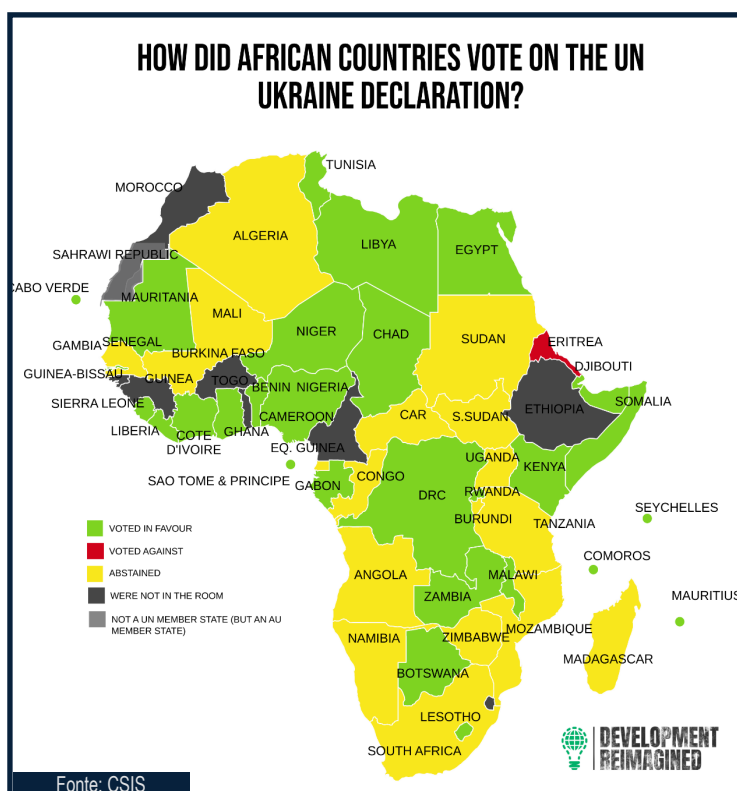 HOW DID AFRICAN COUNTRIES VOTE ON THE UN
UKRAINE DECLARATION?
TUNISIA
MOROCCO
ALGERIA
LIBYA
EGYPT
SAHRAWI REPUBLIC
CABO VERDE
MAURITANIA
MALI
NIGER
CHAD
SUDAN
ERITREA
GAMBIA
SENEGAL
BURKINA FASO
DJIBOUTI
GUINEA-BISSAU
GUINEA
TOGO
BENIN
NIGERIA
SOMALIA
SIERRA LEONE
ETHIOPIA
CAMEROON
CAR
S.SUDAN
LIBERIA
COTE
D'IVOIRE
GHANA
EQ. GUINEA
UGANDA
KENYA
SAO TOME & PRINCIPE
GABON
CONGO
DRC
RWANDA
SEYCHELLES
BURUNDI
TANZANIA
VOTED IN FAVOUR
VOTED AGAINST
ABSTAINED
WERE NOT IN THE ROOM
NOT A UN MEMBER STATE (BUT AN AU
MEMBER STATE)
COMOROS
ANGOLA
MALAWI
ZAMBIA
MAURITIUS
NAMIBIA
ZIMBABWE
MOZAMBIQUE
MADAGASCAR
BOTSWANA
LESOTHO
SOUTH AFRICA
DEVELOPMENT
REIMAGINED
Fonte: CSIS